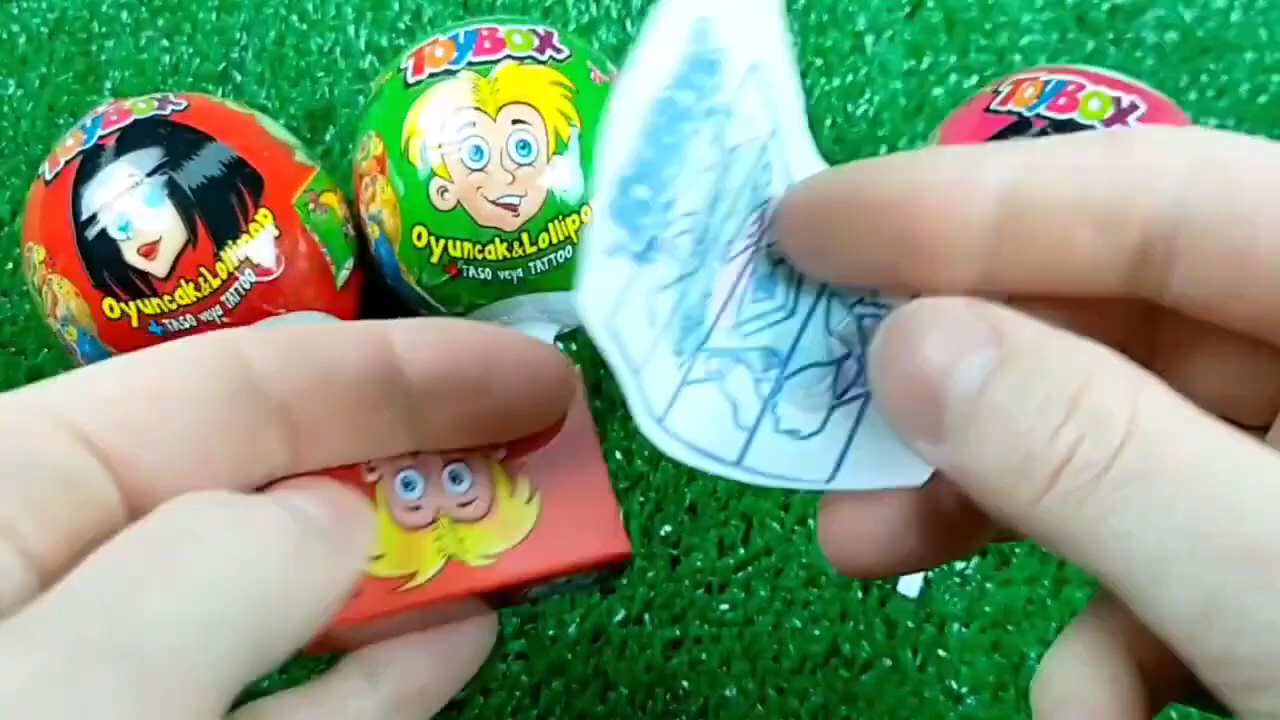 TOYBOX
Oyuncak&Lollipop
+TASO veya TATTOO
TOYBOX
Oyuncak&Lollipo
+TASO veya TATTOO
TOYBOX